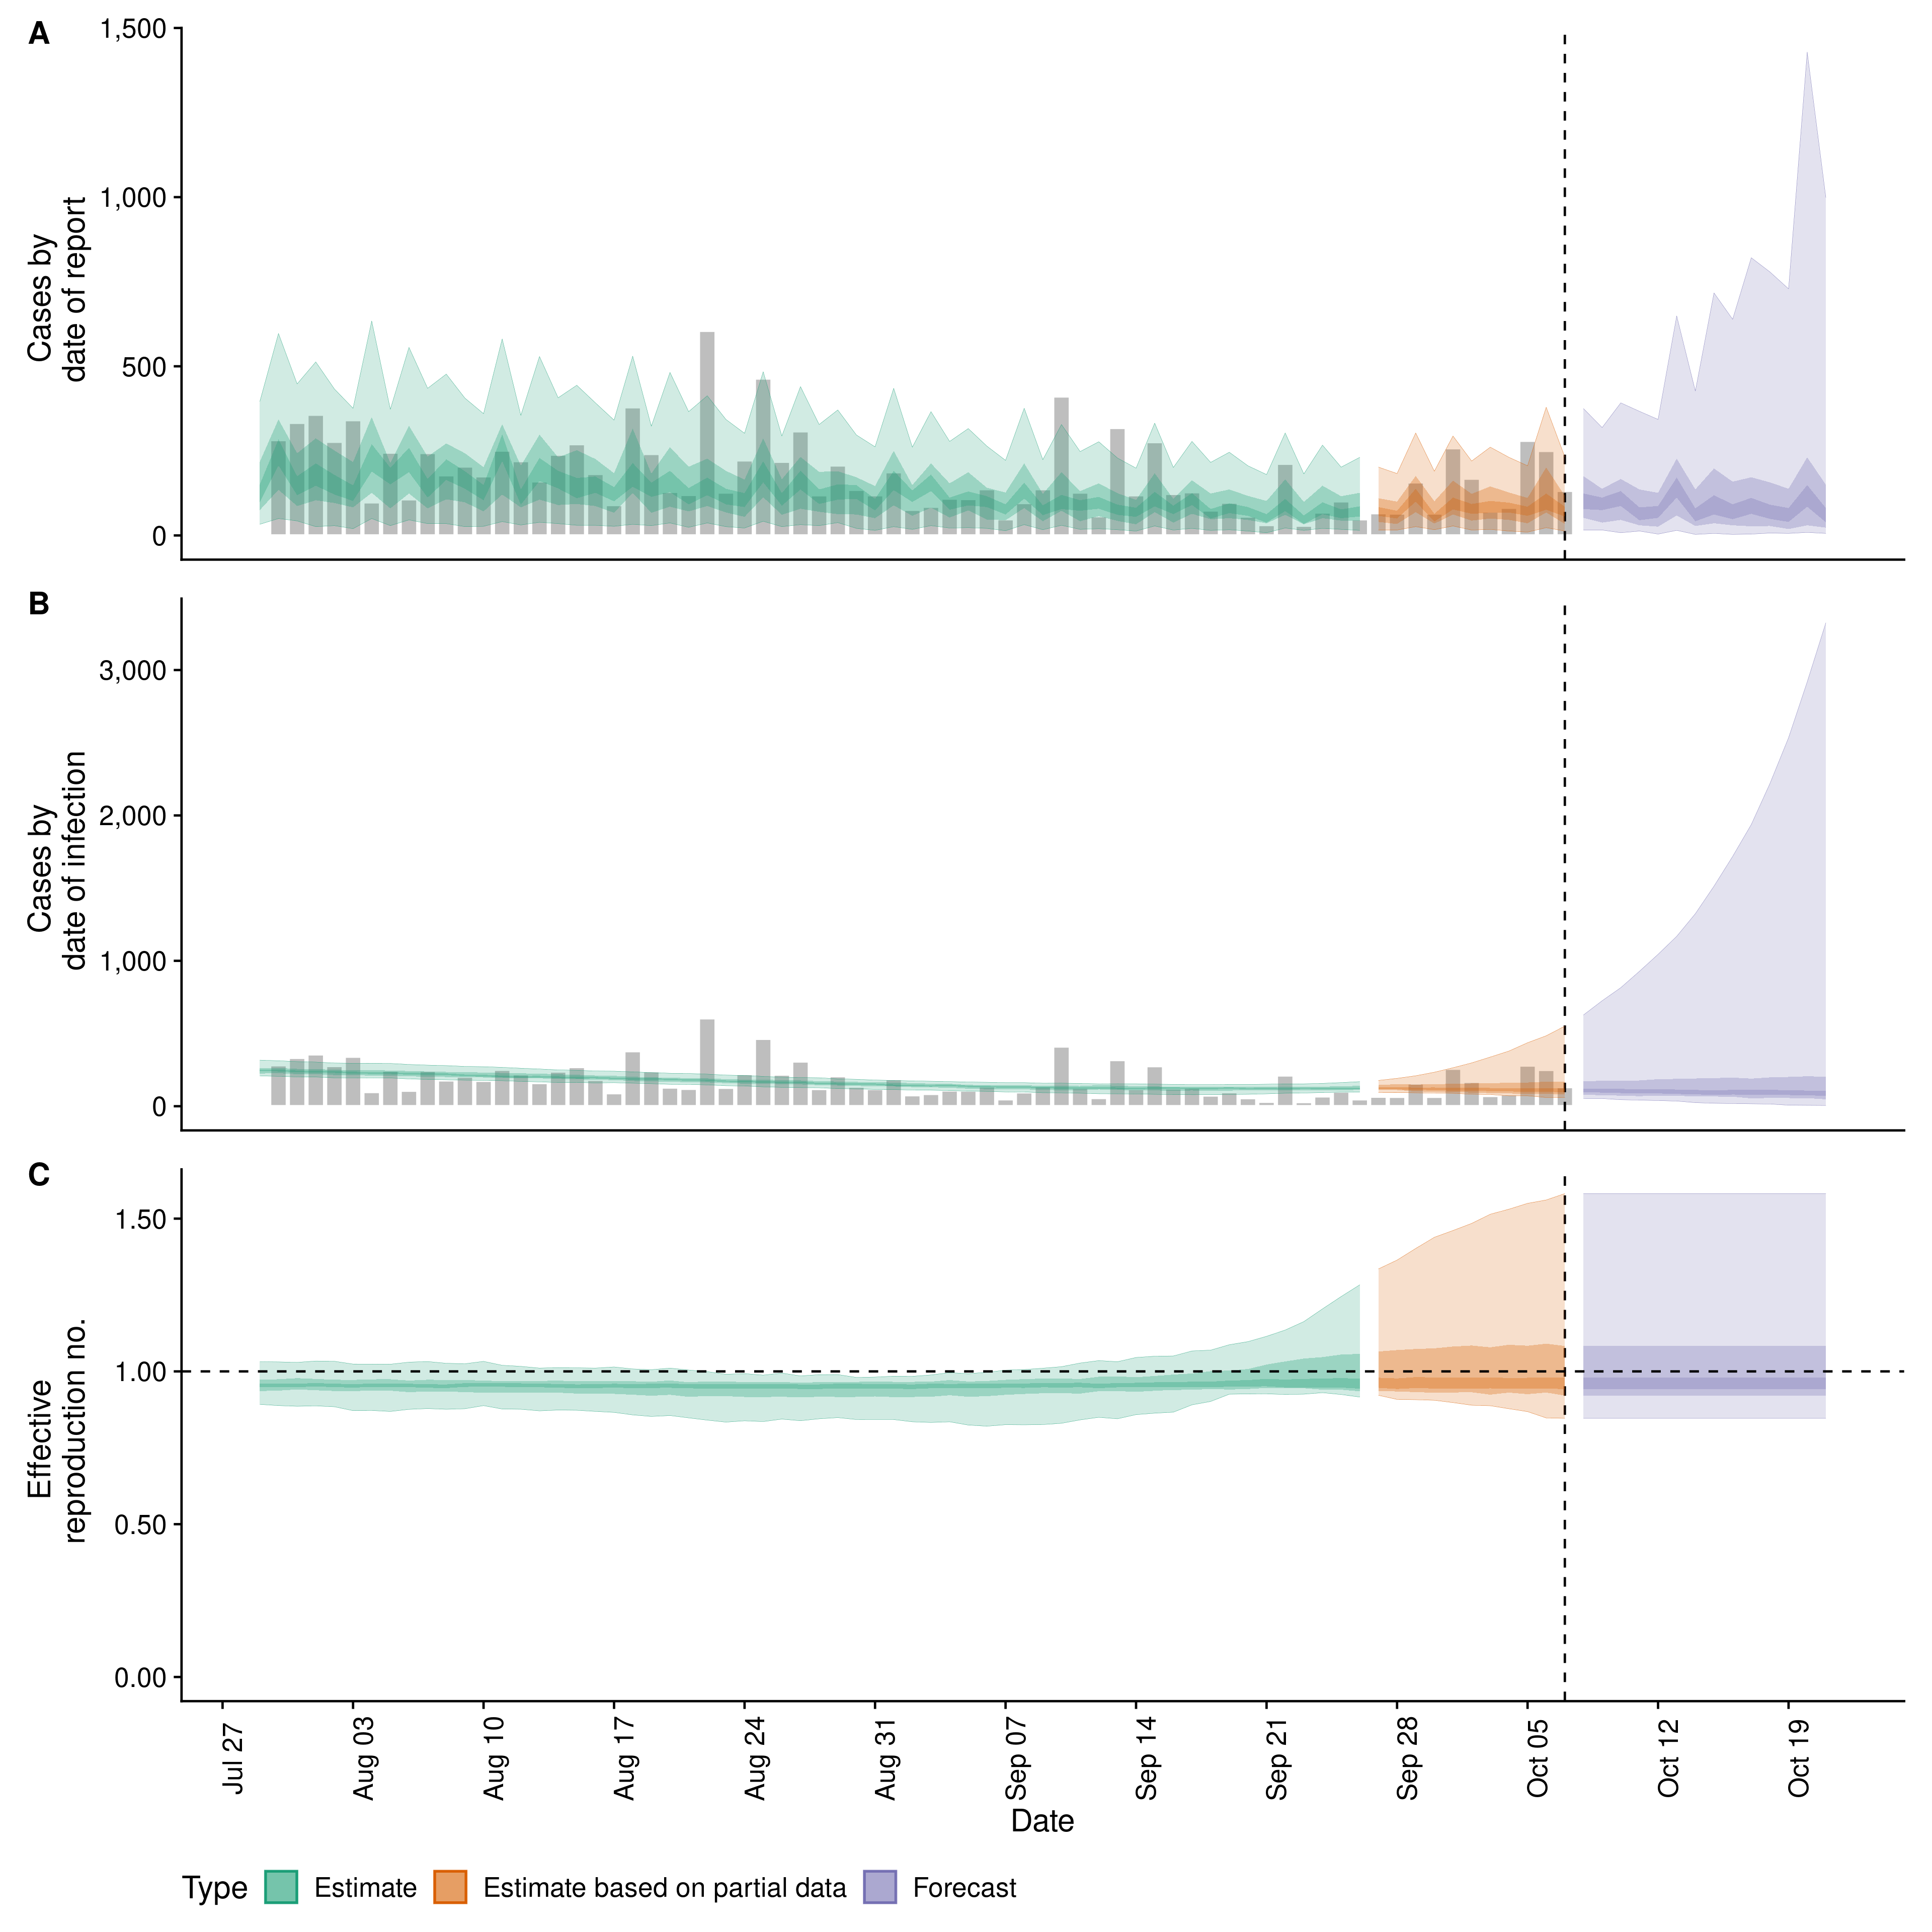 A
Cases by
date of report
1,500
1,000
500
0
B
Cases by
date of infection
3,000
2,000
1,000
0
C
Effective
reproduction no.
1.50
1.00
0.50
0.00
Jul 27
Aug 03
Aug 10
Aug 17
Aug 24
Aug 31
Sep 07
Sep 14
Sep 21
Sep 28
Oct 05
Oct 12
Oct 19
Date
Type Estimate Estimate based on partial data Forecast